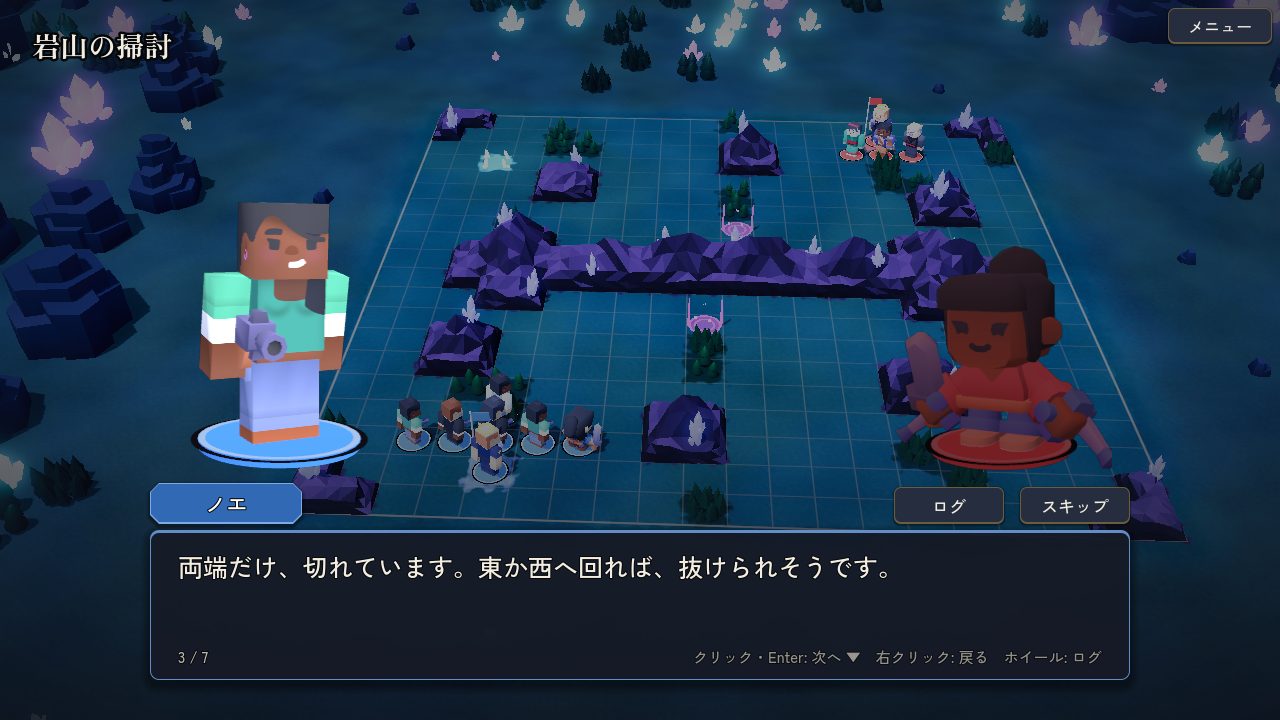 岩山の掃討
メニュー
ノエ
ログ
スキップ
両端だけ、切れています。東か西へ回れば、抜けられそうです。
3 / 7
クリック・Enter: 次へ ▼ 右クリック: 戻る ホイール: ログ